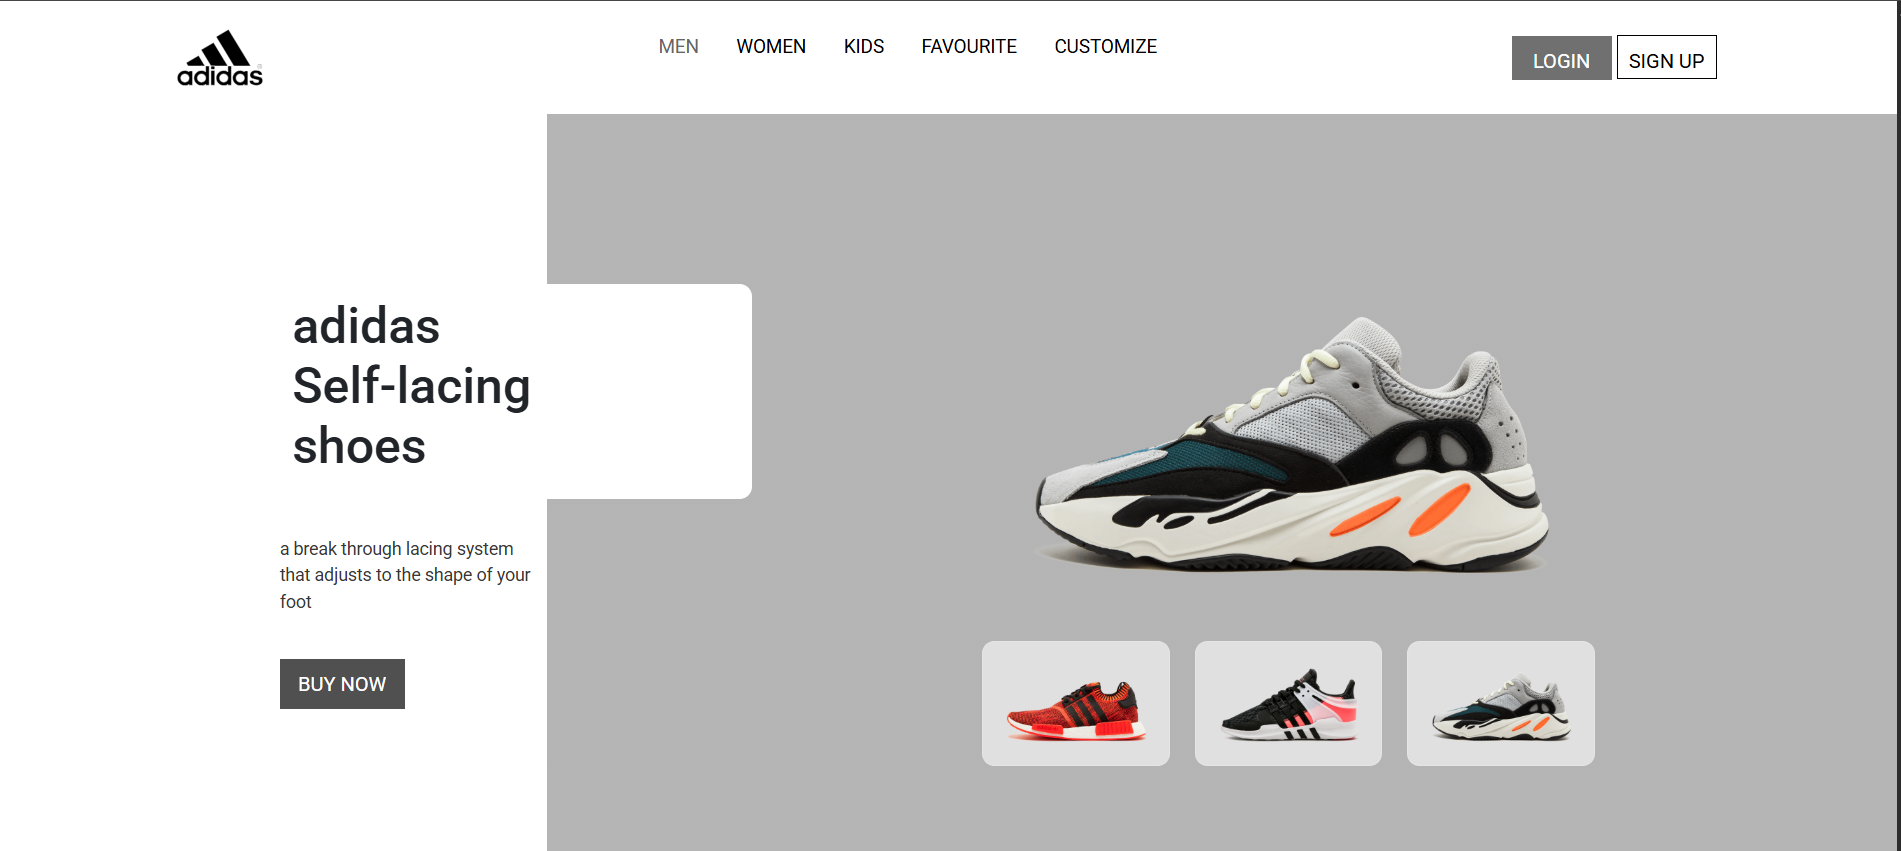 adidas
MEN WOMEN KIDS FAVOURITE CUSTOMIZE
LOGIN SIGN UP
adidas
Self-lacing
shoes
a break through lacing system
that adjusts to the shape of your
foot
BUY NOW